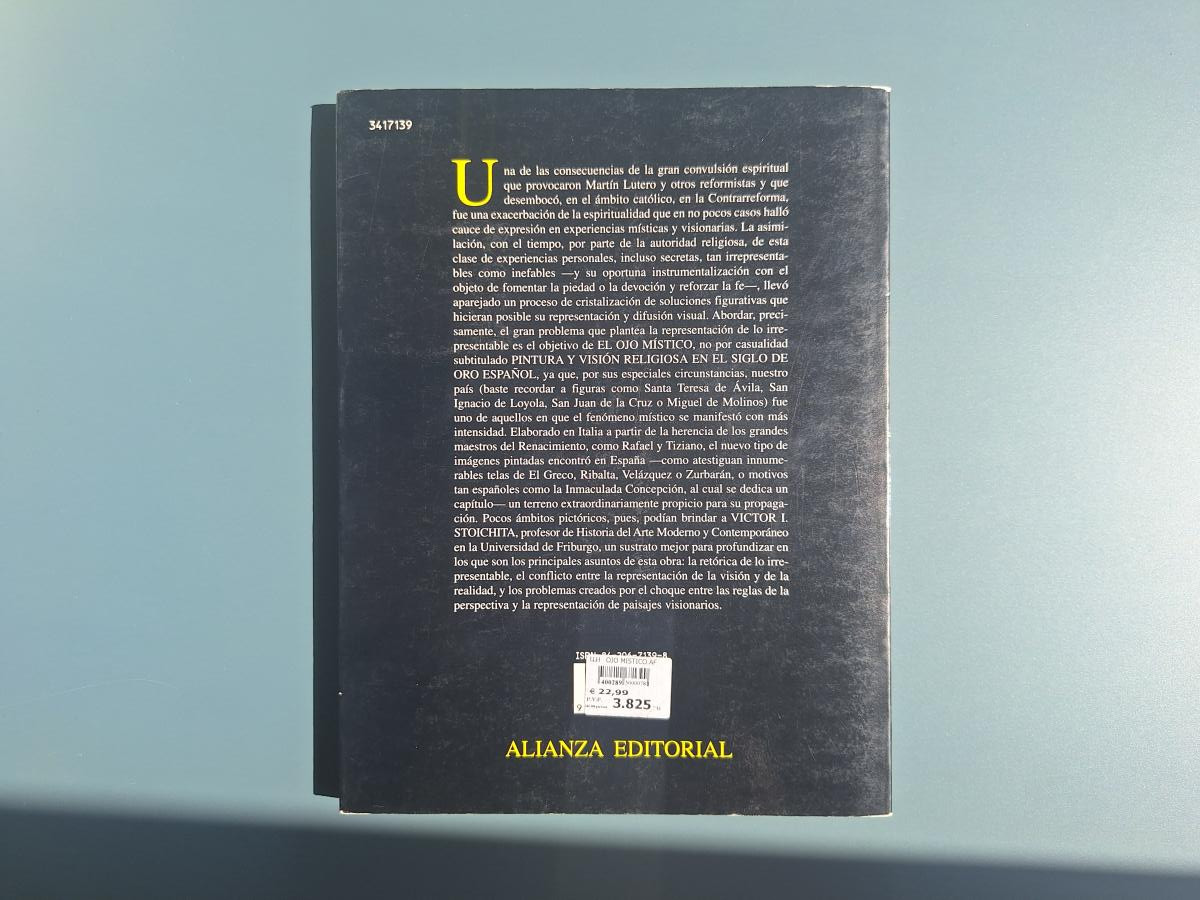 3417139
Una de las consecuencias de la gran convulsión espiritual
que provocaron Martín Lutero y otros reformistas y que
desembocó, en el ámbito católico, en la Contrarreforma,
fue una exacerbación de la espiritualidad que en no pocos casos halló
cauce de expresión en experiencias místicas y visionarias. La asimi-
lación, con el tiempo, por parte de la autoridad religiosa, de esta
clase de experiencias personales, incluso secretas, tan irrepresenta-
bles como inefables —y su oportuna instrumentalización con el
objeto de fomentar la piedad o la devoción y reforzar la fe—, llevó
aparejado un proceso de cristalización de soluciones figurativas que
hicieran posible su representación y difusión visual. Abordar, preci-
samente, el gran problema que plantea la representación de lo irre-
presentable es el objetivo de EL OJO MÍSTICO, no por casualidad
subtitulado PINTURA Y VISIÓN RELIGIOSA EN EL SIGLO DE
ORO ESPAÑOL, ya que, por sus especiales circunstancias, nuestro
país (baste recordar a figuras como Santa Teresa de Ávila, San
Ignacio de Loyola, San Juan de la Cruz o Miguel de Molinos) fue
uno de aquellos en que el fenómeno místico se manifestó con más
intensidad. Elaborado en Italia a partir de la herencia de los grandes
maestros del Renacimiento, como Rafael y Tiziano, el nuevo tipo de
imágenes pintadas encontró en España —como atestiguan innume-
rables telas de El Greco, Ribalta, Velázquez o Zurbarán, o motivos
tan españoles como la Inmaculada Concepción, al cual se dedica un
capítulo— un terreno extraordinariamente propicio para su propaga-
ción. Pocos ámbitos pictóricos, pues, podían brindar a VICTOR I.
STOICHITA, profesor de Historia del Arte Moderno y Contemporáneo
en la Universidad de Friburgo, un sustrato mejor para profundizar en
los que son los principales asuntos de esta obra: la retórica de lo irre-
presentable, el conflicto entre la representación de la visión y de la
realidad, y los problemas creados por el choque entre las reglas de la
perspectiva y la representación de paisajes visionarios.
ISBN 84-206-7139-8
OJO MISTICO.AF
€ 22,99
P.V.P. 3.825
9
ALIANZA EDITORIAL